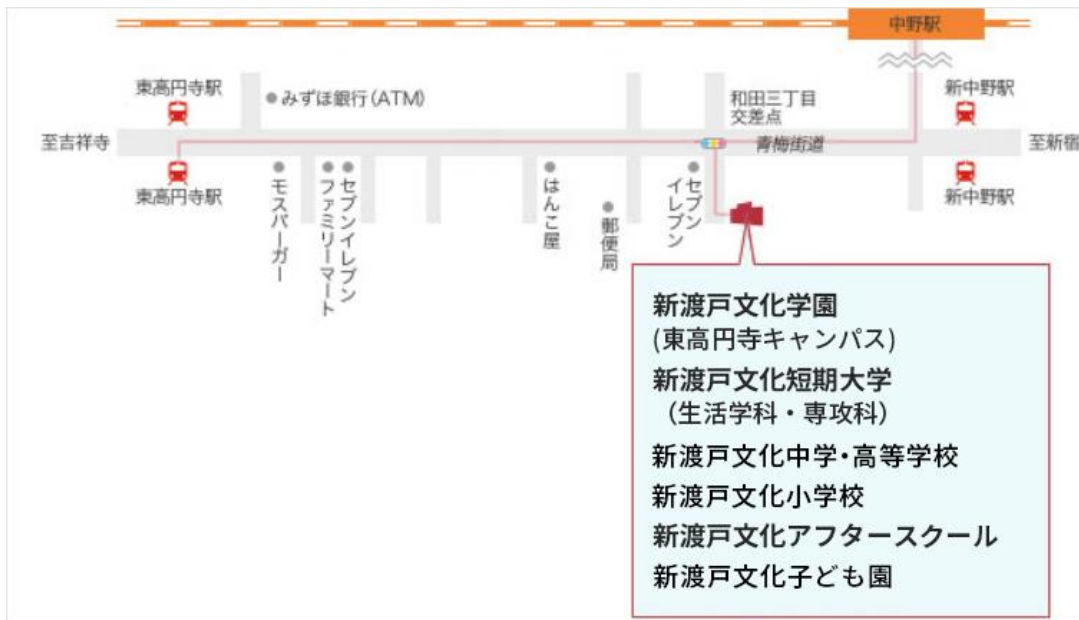 中野駅
東高円寺駅
みずほ銀行(ATM)
和田三丁目
交差点
新中野駅
至吉祥寺
青梅街道
至新宿
東高円寺駅
モスバーガー
ファミリーマート
セブンイレブン
はんこ屋
郵便局
セブン
イレブン
新中野駅
新渡戸文化学園
(東高円寺キャンパス)
新渡戸文化短期大学
（生活学科・専攻科）
新渡戸文化中学・高等学校
新渡戸文化小学校
新渡戸文化アフタースクール
新渡戸文化子ども園